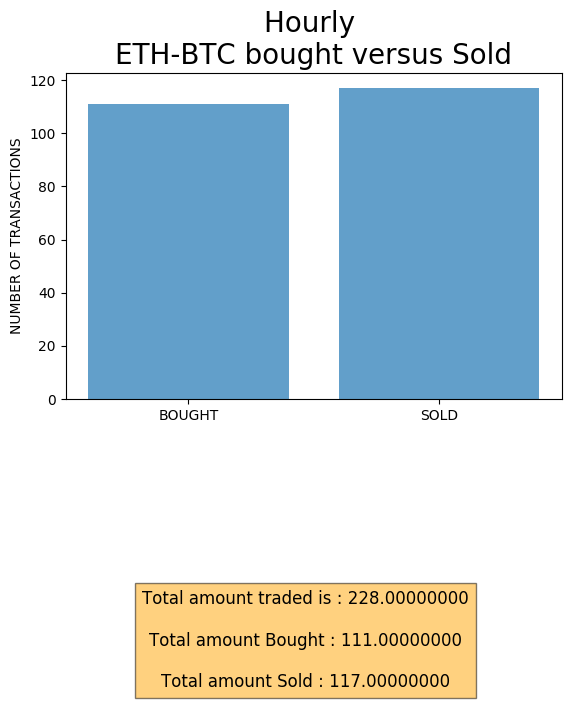 Hourly
ETH-BTC bought versus Sold
120
100
80
60
40
20
0
NUMBER OF TRANSACTIONS
BOUGHT
SOLD
Total amount traded is : 228.00000000
Total amount Bought : 111.00000000
Total amount Sold : 117.00000000